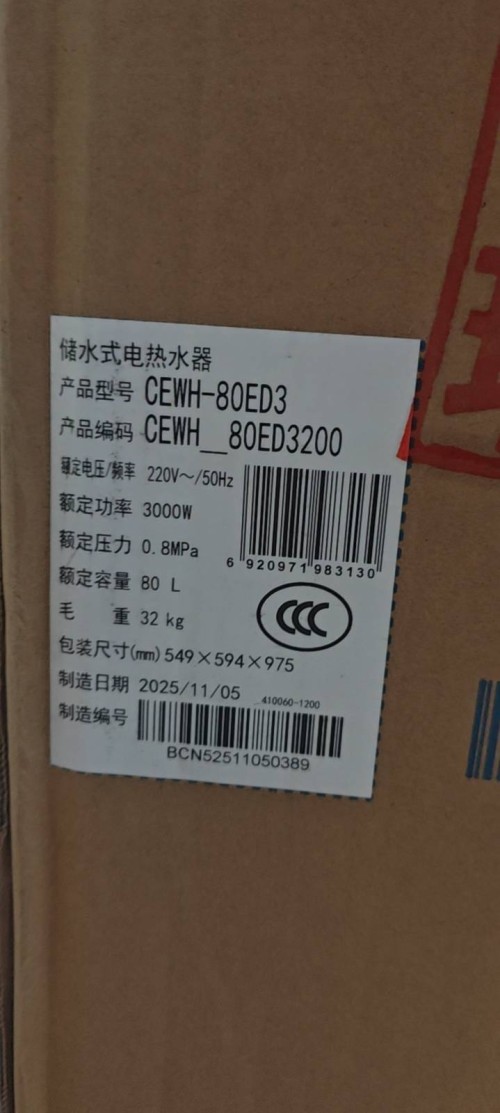 储水式电热水器
产品型号 CEWH-80ED3
产品编码 CEWH__80ED3200
额定电压/频率 220V～/50Hz
额定功率 3000W
额定压力 0.8MPa
额定容量 80 L
毛 重 32 kg
6 920971 983130
CCC
包装尺寸(mm) 549×594×975
制造日期 2025/11/05
410060-1200
制造编号
BCN52511050389